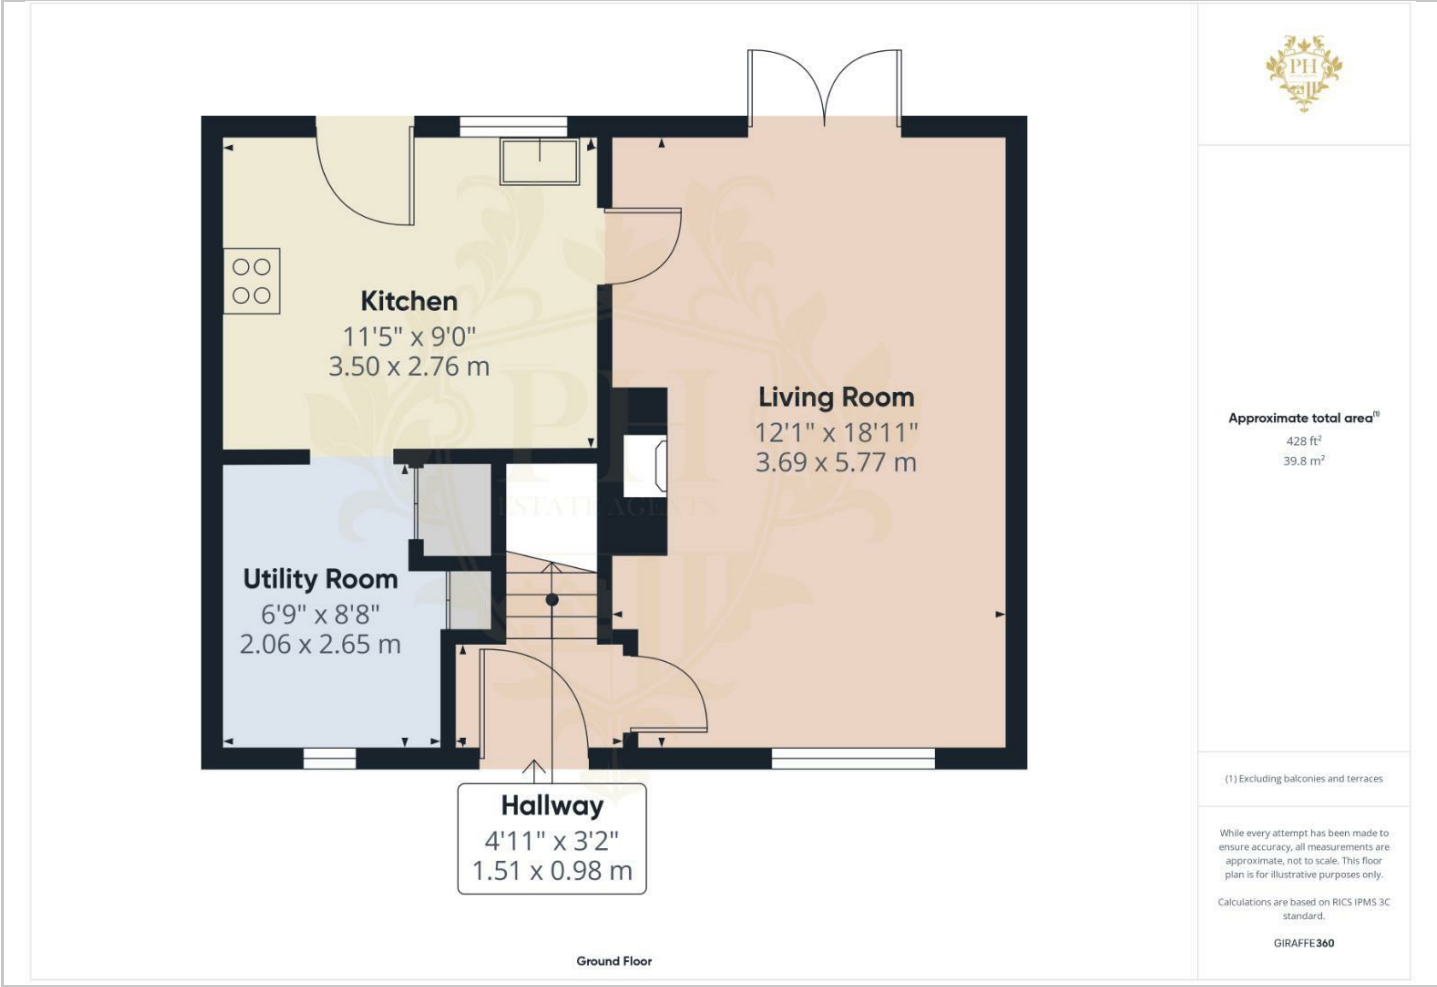 Kitchen
11'5" x 9'0"
3.50 x 2.76 m
Living Room
12'1" x 18'11"
3.69 x 5.77 m
Utility Room
6'9" x 8'8"
2.06 x 2.65 m
Hallway
4'11" x 3'2"
1.51 x 0.98 m
Ground Floor
PH
ESTATE AGENTS
PH
Approximate total area⁽¹⁾
428 ft²
39.8 m²
(1) Excluding balconies and terraces
While every attempt has been made to
ensure accuracy, all measurements are
approximate, not to scale. This floor
plan is for illustrative purposes only.
Calculations are based on RICS IPMS 3C
standard.
GIRAFFE360